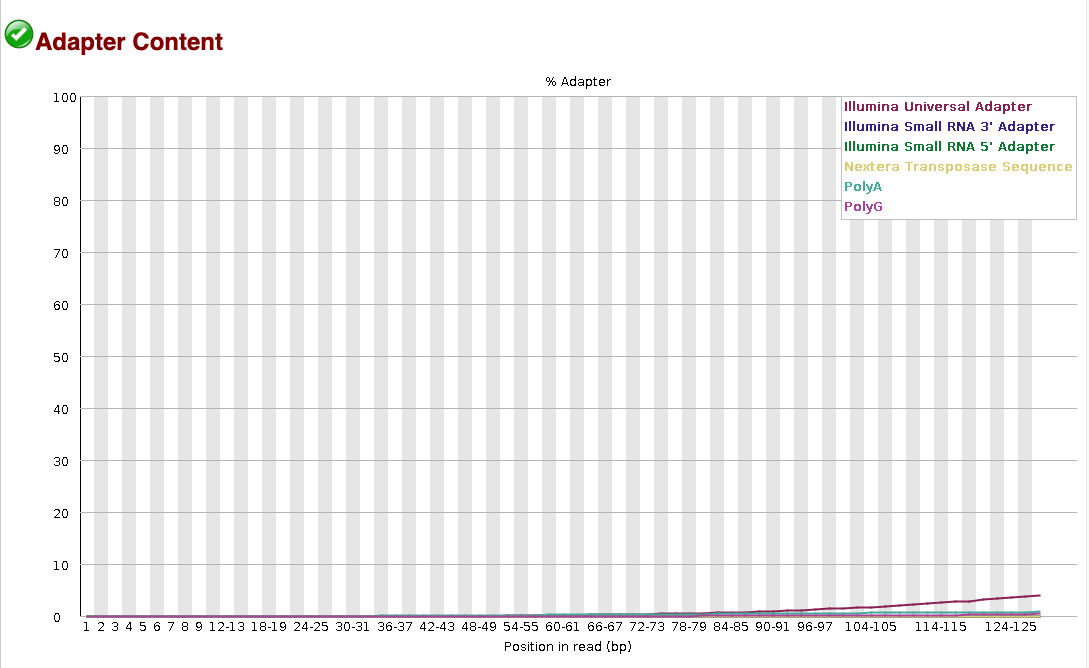 Adapter Content
% Adapter
100
90
80
70
60
50
40
30
20
10
0
Illumina Universal Adapter
Illumina Small RNA 3' Adapter
Illumina Small RNA 5' Adapter
Nextera Transposase Sequence
PolyA
PolyG
1 2 3 4 5 6 7 8 9 12-13 18-19 24-25 30-31 36-37 42-43 48-49 54-55 60-61 66-67 72-73 78-79 84-85 90-91 96-97 104-105 114-115 124-125
Position in read (bp)